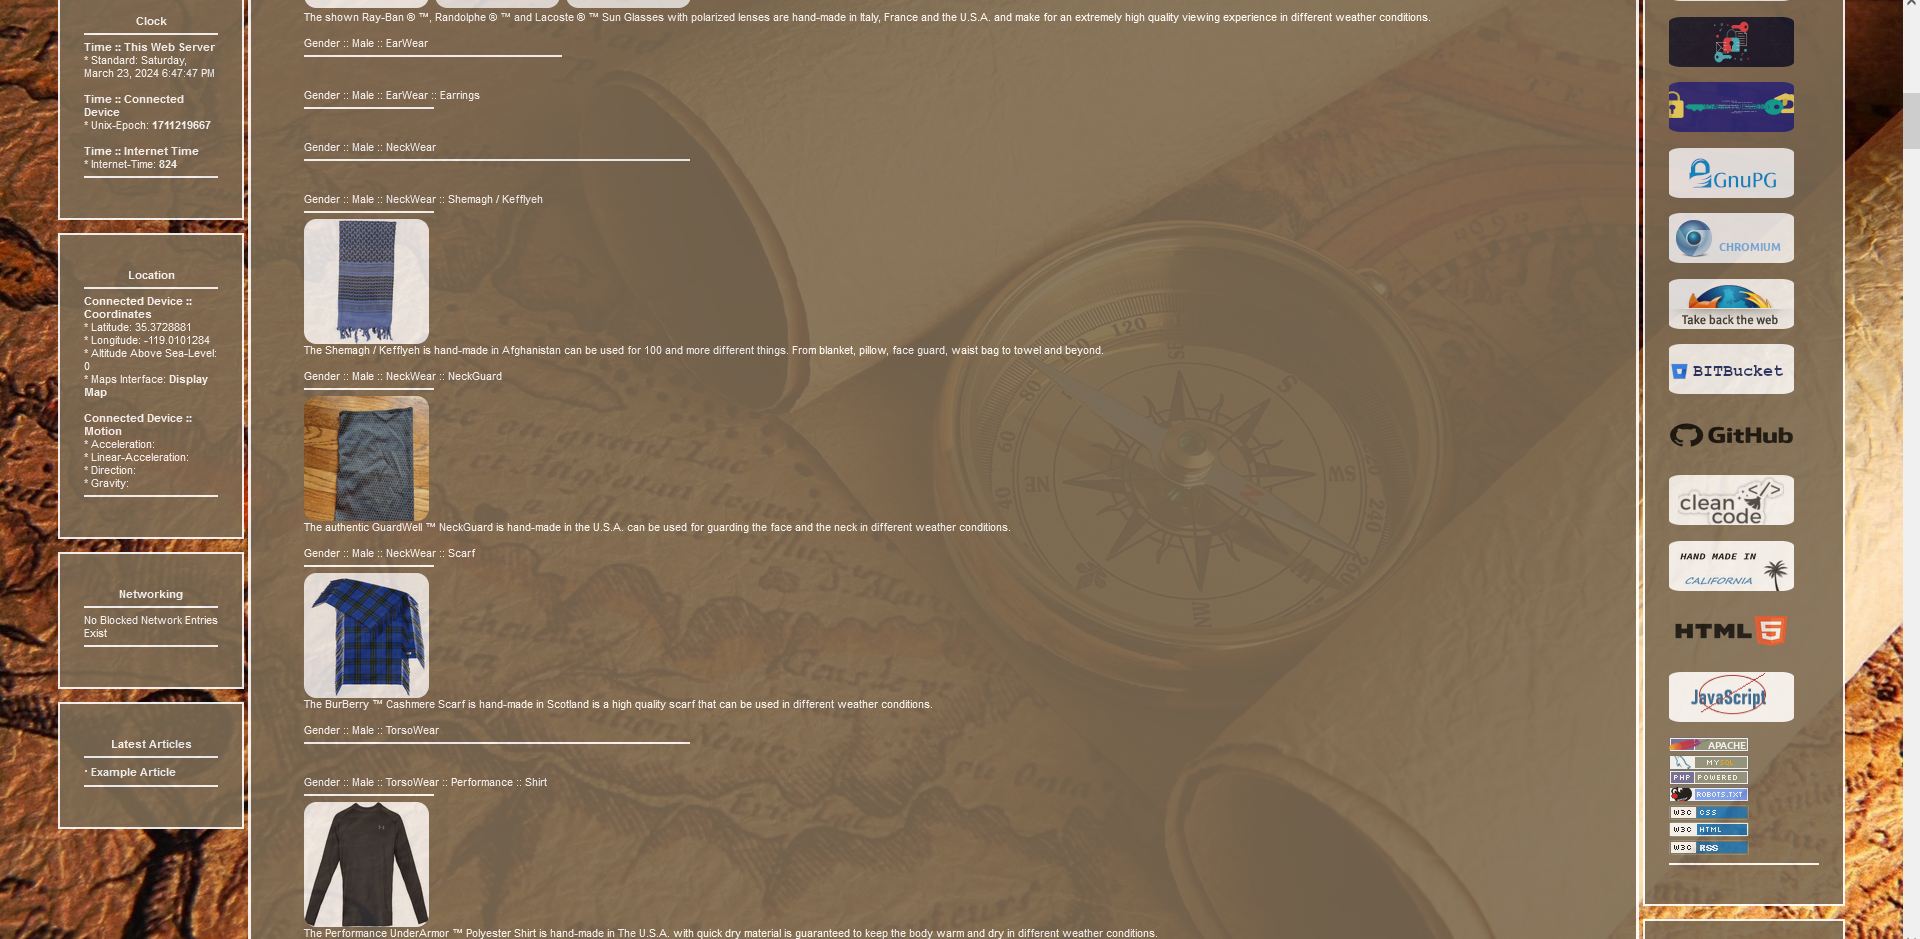 Clock
Time :: This Web Server
* Standard: Saturday,
March 23, 2024 6:47:47 PM
Time :: Connected
Device
* Unix-Epoch: 1711219667
Time :: Internet Time
* Internet-Time: 824
Location
Connected Device ::
Coordinates
* Latitude: 35.3728881
* Longitude: -119.0101284
* Altitude Above Sea-Level:
0
* Maps Interface: Display
Map
Connected Device ::
Motion
* Acceleration:
* Linear-Acceleration:
* Direction:
* Gravity:
Networking
No Blocked Network Entries
Exist
Latest Articles
· Example Article
The shown Ray-Ban ® ™, Randolphe ® ™ and Lacoste ® ™ Sun Glasses with polarized lenses are hand-made in Italy, France and the U.S.A. and make for an extremely high quality viewing experience in different weather conditions.
Gender :: Male :: EarWear
Gender :: Male :: EarWear :: Earrings
Gender :: Male :: NeckWear
Gender :: Male :: NeckWear :: Shemagh / Kefflyeh
The Shemagh / Kefflyeh is hand-made in Afghanistan can be used for 100 and more different things. From blanket, pillow, face guard, waist bag to towel and beyond.
Gender :: Male :: NeckWear :: NeckGuard
The authentic GuardWell ™ NeckGuard is hand-made in the U.S.A. can be used for guarding the face and the neck in different weather conditions.
Gender :: Male :: NeckWear :: Scarf
The BurBerry ™ Cashmere Scarf is hand-made in Scotland is a high quality scarf that can be used in different weather conditions.
Gender :: Male :: TorsoWear
Gender :: Male :: TorsoWear :: Performance :: Shirt
The Performance UnderArmor ™ Polyester Shirt is hand-made in The U.S.A. with quick dry material is guaranteed to keep the body warm and dry in different weather conditions.
120
80
60
SE
S
SW
NE
N
NW
240
GnuPG
CHROMIUM
Take back the web
BITBucket
GitHub
clean </>
code
HAND MADE IN
CALIFORNIA
HTML 5
JavaScript
APACHE
MYSQL
PHP POWERED
ROBOTS.TXT
W3C CSS
W3C HTML
W3C RSS